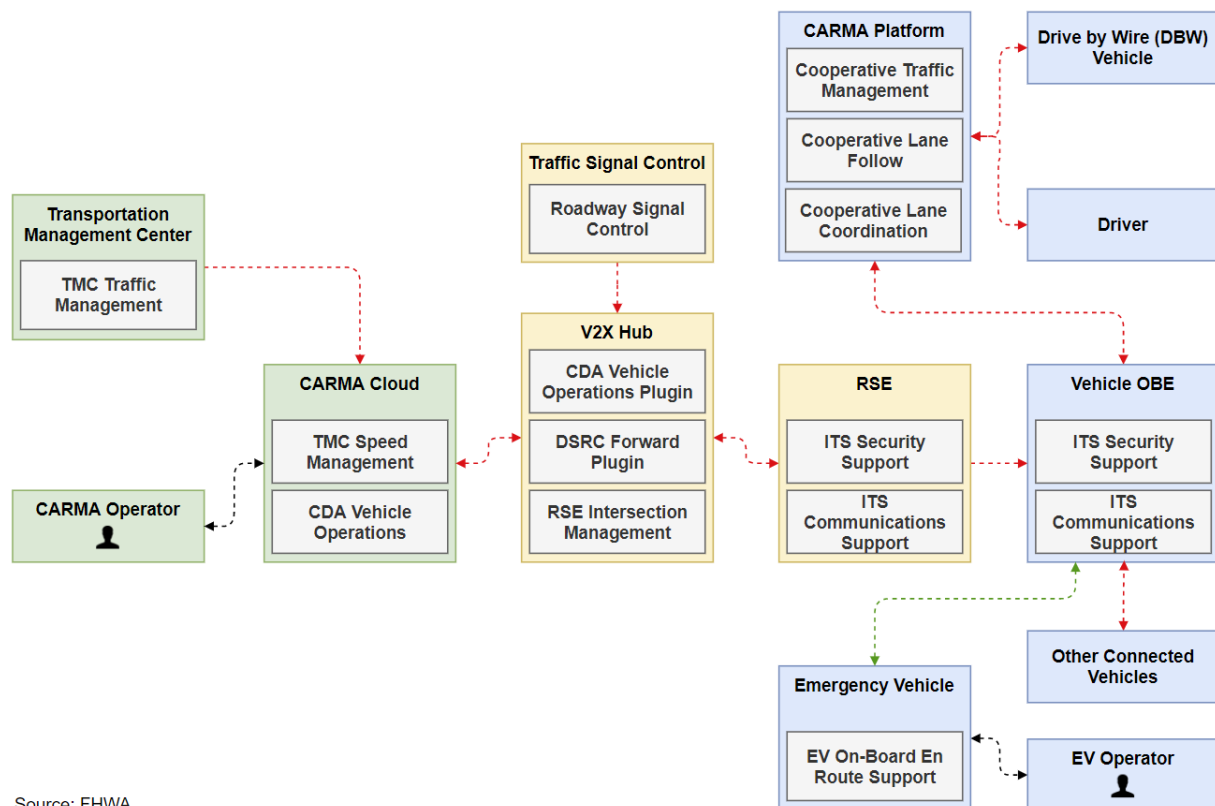 CARMA Platform
Cooperative Traffic
Management
Cooperative Lane
Follow
Cooperative Lane
Coordination
Drive by Wire (DBW)
Vehicle
Driver
Traffic Signal Control
Roadway Signal
Control
Transportation
Management Center
TMC Traffic
Management
V2X Hub
CDA Vehicle
Operations Plugin
DSRC Forward
Plugin
RSE Intersection
Management
CARMA Cloud
TMC Speed
Management
CDA Vehicle
Operations
CARMA Operator
RSE
ITS Security
Support
ITS
Communications
Support
Vehicle OBE
ITS Security
Support
ITS
Communications
Support
Other Connected
Vehicles
Emergency Vehicle
EV On-Board En
Route Support
EV Operator
Source: FHWA